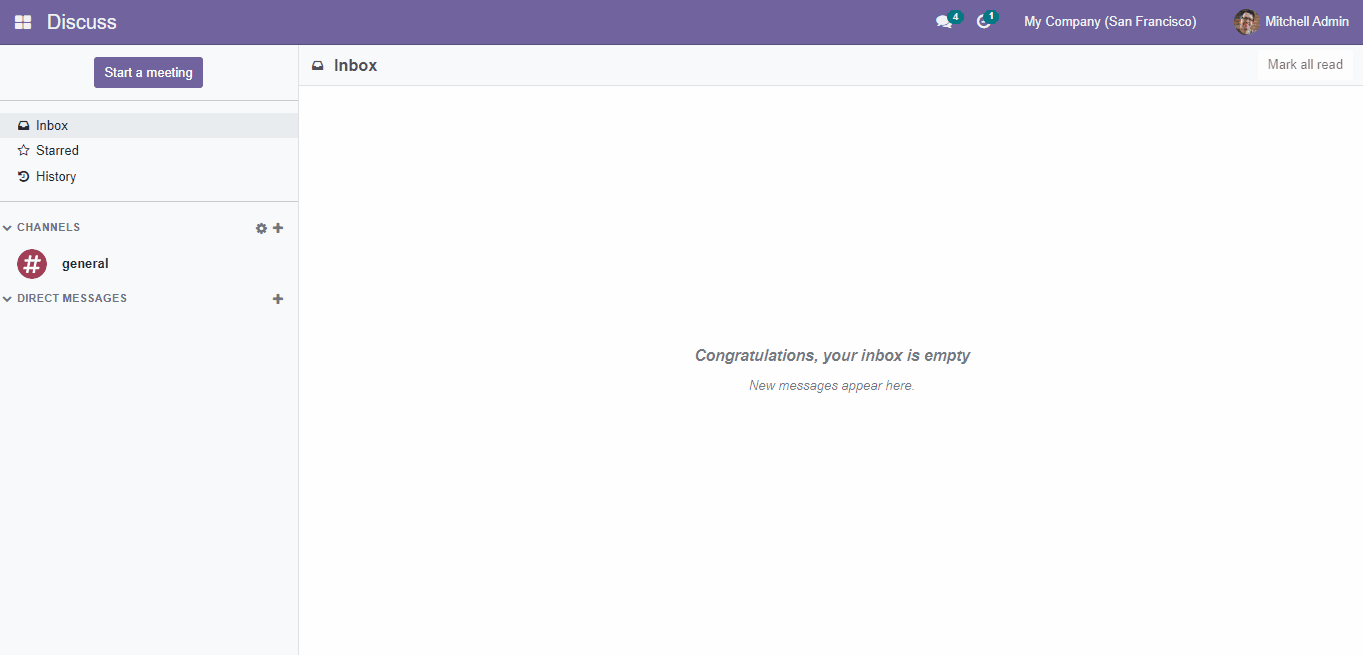 Discuss
4
1
My Company (San Francisco)
Mitchell Admin
Start a meeting
Inbox
Starred
History
CHANNELS
# general
DIRECT MESSAGES
Inbox
Mark all read
Congratulations, your inbox is empty
New messages appear here.